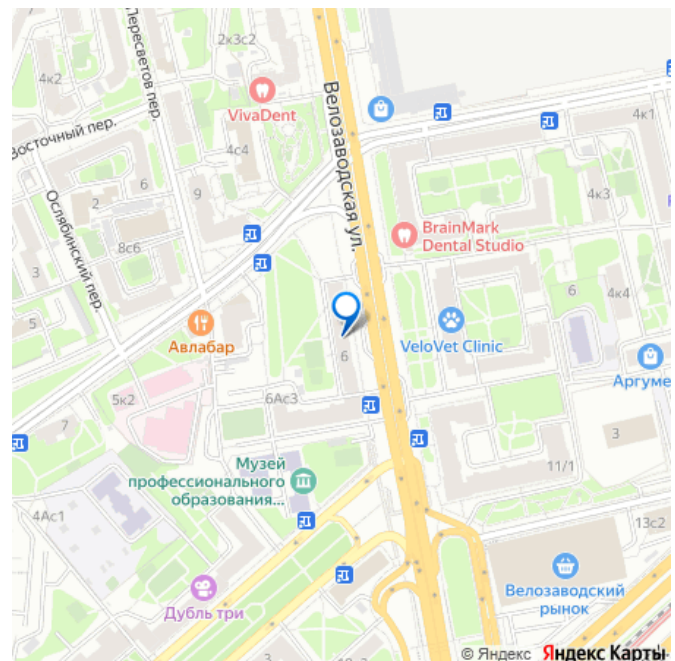 2к3с2
Пересветов пер.
4к2
VivaDent
Велозаводская ул.
4к1
Восточный пер.
4с4
6
9
2
4к3
Ослябинский пер.
8с6
BrainMark
Dental Studio
3
6
4к4
5
Авлабар
6
VeloVet Clinic
Аргуме
5к2
6Ас3
7
3
Музей
профессионального
образования...
11/1
4Ас1
13с2
Дубль три
Велозаводский
рынок
© Яндекс Яндекс Карты